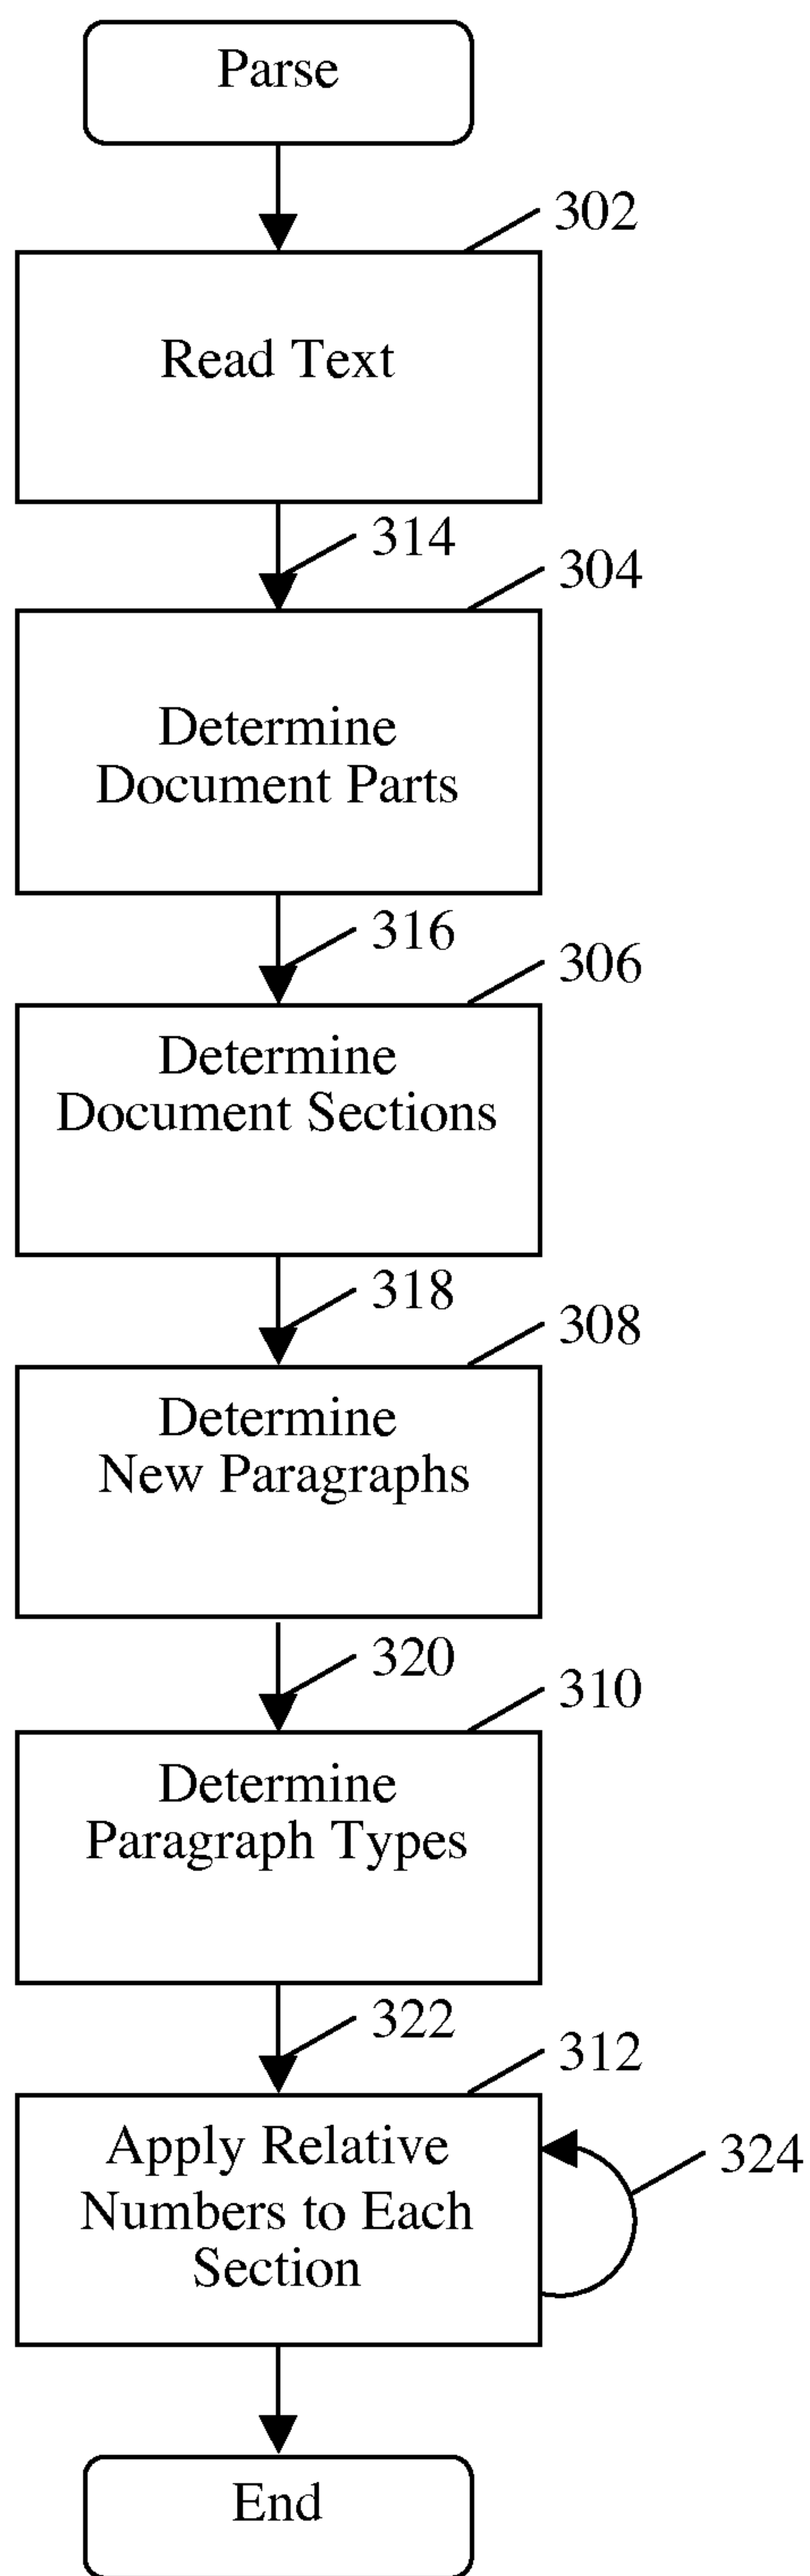 Parse
302
Read Text
314
304
Determine
Document Parts
316
306
Determine
Document Sections
318
308
Determine
New Paragraphs
320
310
Determine
Paragraph Types
322
312
Apply Relative
324
Numbers to Each
Section
End